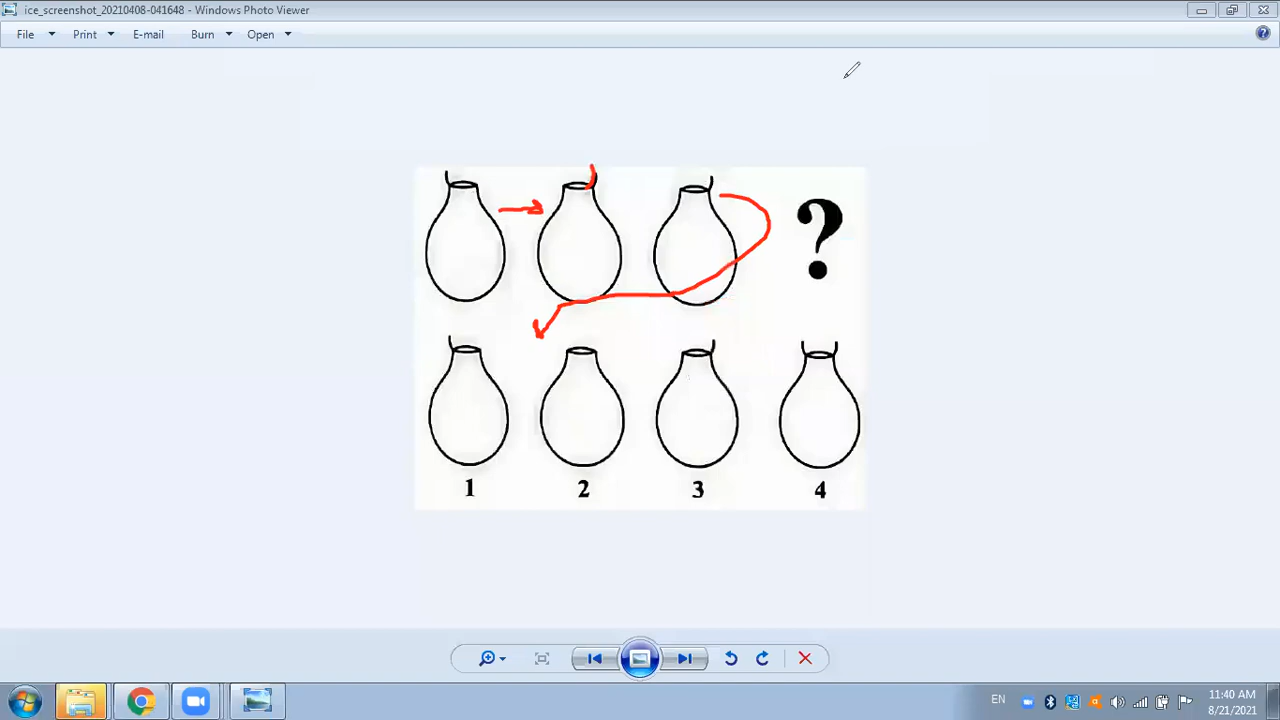 ice_screenshot_20210408-041648 - Windows Photo Viewer
File Print E-mail Burn Open
?
?
1 2 3 4
EN
11:40 AM
8/21/2021